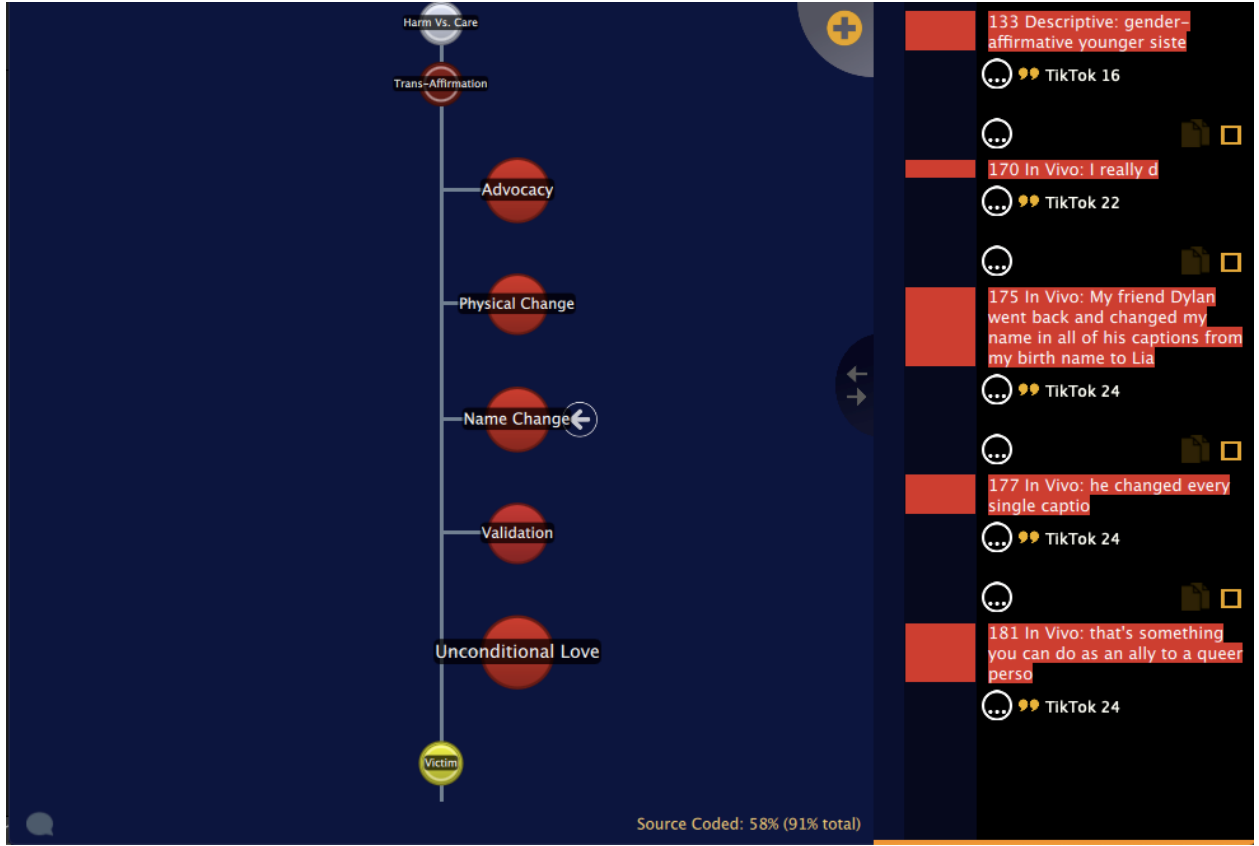 Harm Vs. Care
Trans-Affirmation
Advocacy
Physical Change
Name Change
Validation
Unconditional Love
Victim
Source Coded: 58% (91% total)
133 Descriptive: gender-
affirmative younger siste
TikTok 16
170 In Vivo: I really d
TikTok 22
175 In Vivo: My friend Dylan
went back and changed my
name in all of his captions from
my birth name to Lia
TikTok 24
177 In Vivo: he changed every
single captio
TikTok 24
181 In Vivo: that's something
you can do as an ally to a queer
perso
TikTok 24